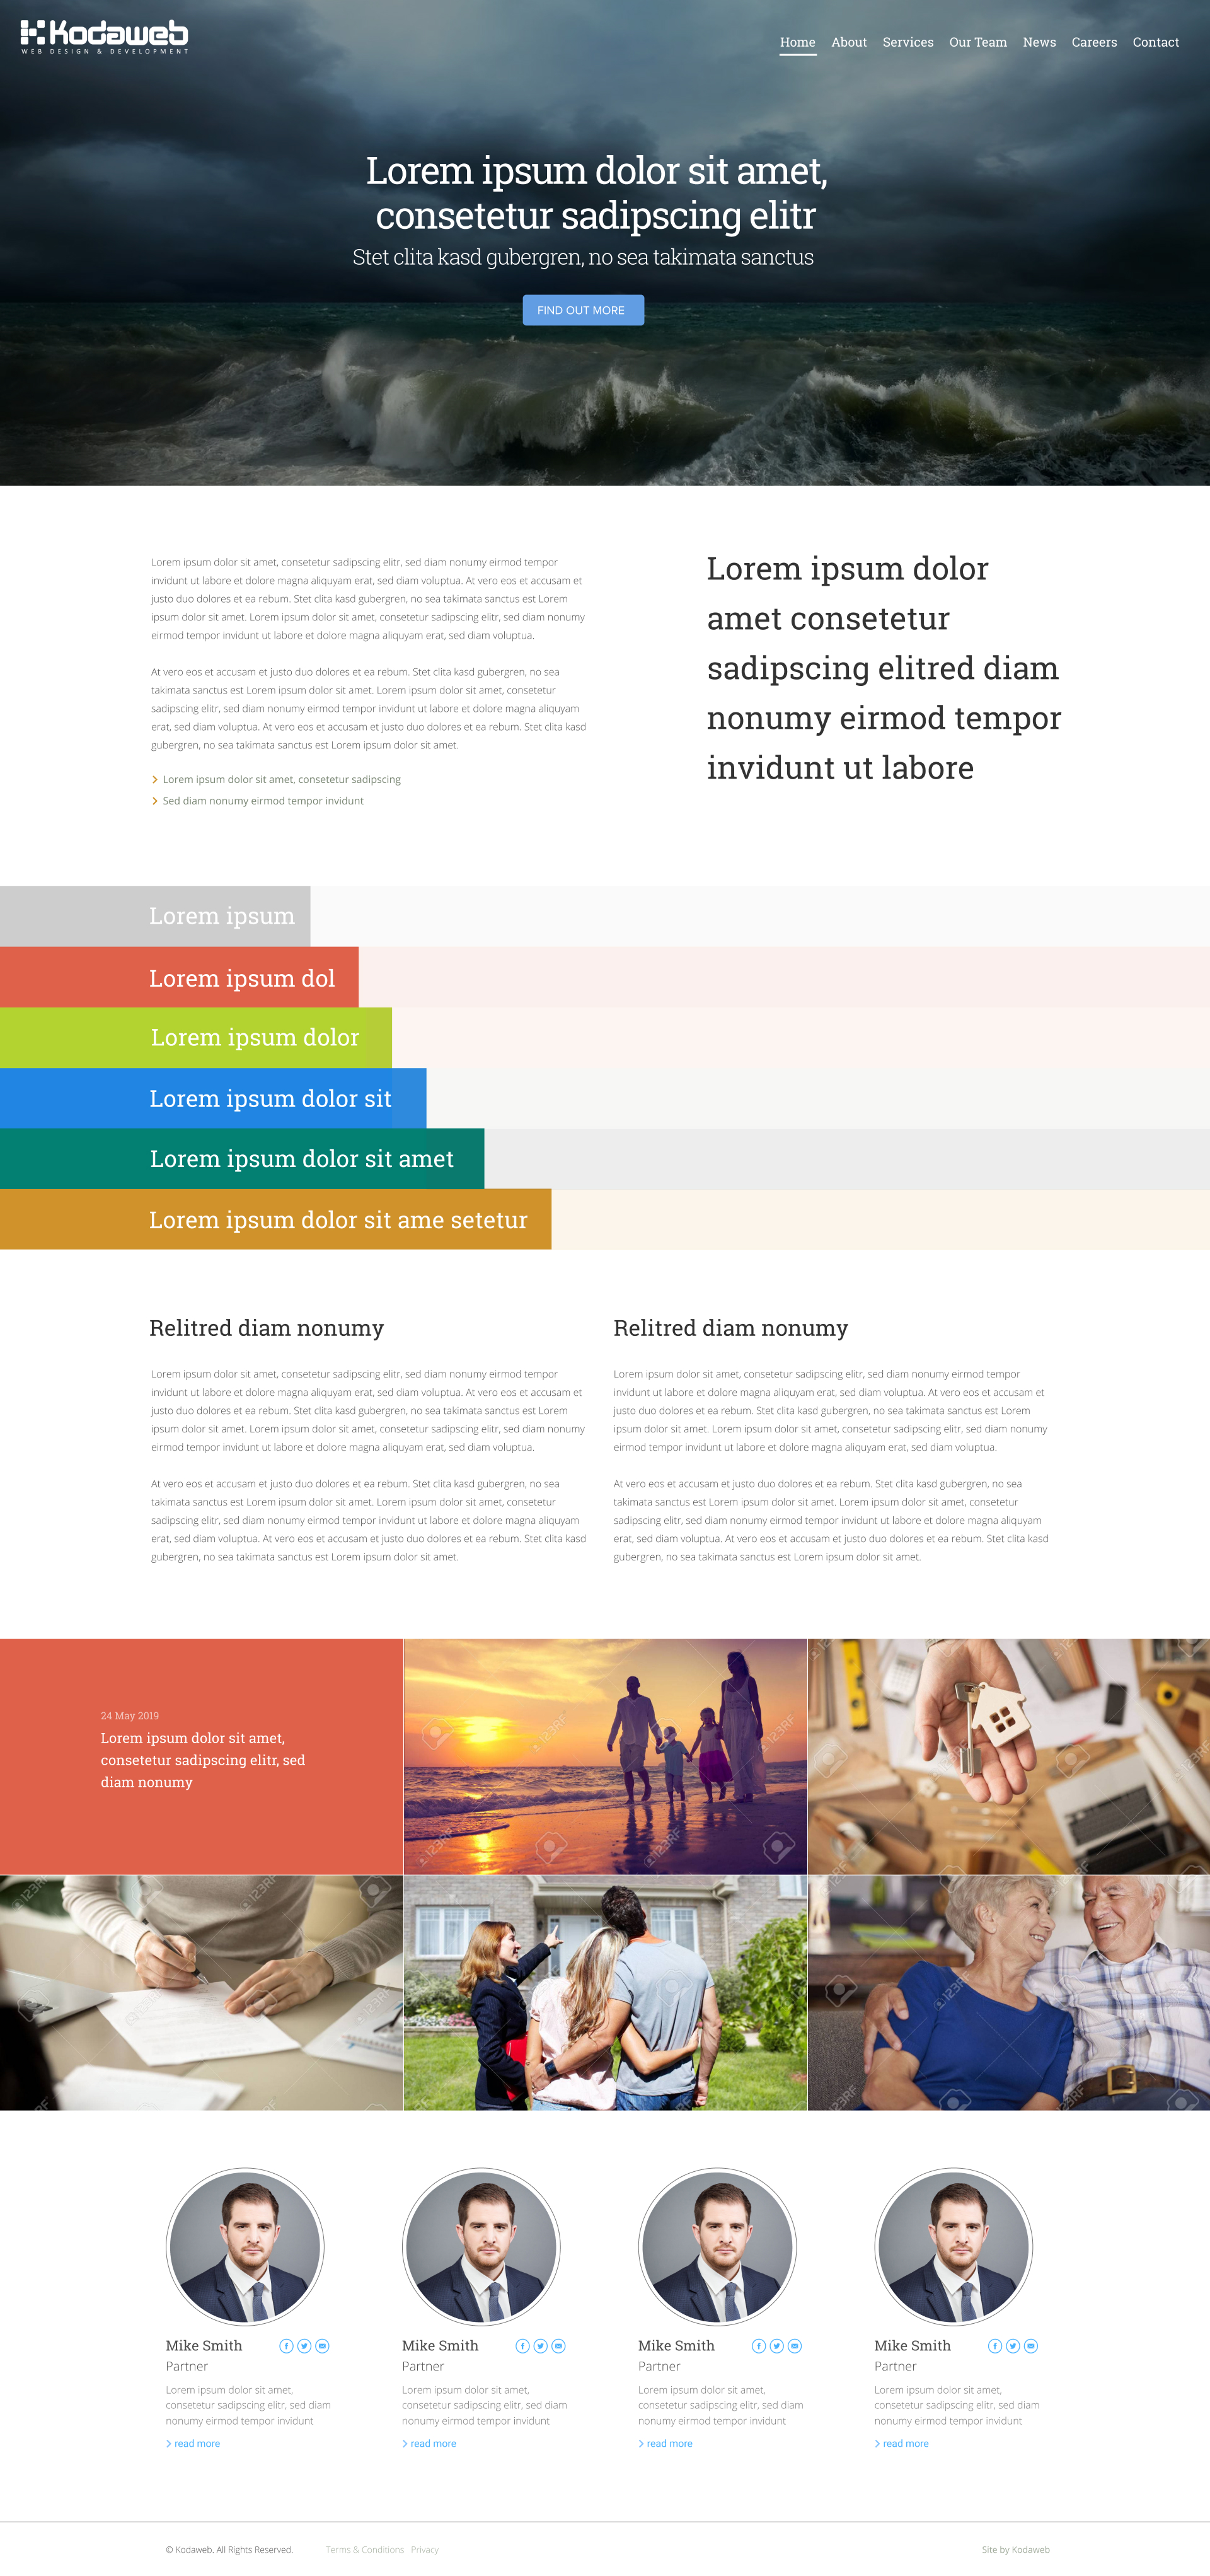 Kodaweb
WEB DESIGN & DEVELOPMENT
Home About Services Our Team News Careers Contact
Lorem ipsum dolor sit amet,
consetetur sadipscing elitr
Stet clita kasd gubergren, no sea takimata sanctus
FIND OUT MORE
Lorem ipsum dolor sit amet, consetetur sadipscing elitr, sed diam nonumy eirmod tempor
invidunt ut labore et dolore magna aliquyam erat, sed diam voluptua. At vero eos et accusam et
justo duo dolores et ea rebum. Stet clita kasd gubergren, no sea takimata sanctus est Lorem
ipsum dolor sit amet. Lorem ipsum dolor sit amet, consetetur sadipscing elitr, sed diam nonumy
eirmod tempor invidunt ut labore et dolore magna aliquyam erat, sed diam voluptua.
At vero eos et accusam et justo duo dolores et ea rebum. Stet clita kasd gubergren, no sea
takimata sanctus est Lorem ipsum dolor sit amet. Lorem ipsum dolor sit amet, consetetur
sadipscing elitr, sed diam nonumy eirmod tempor invidunt ut labore et dolore magna aliquyam
erat, sed diam voluptua. At vero eos et accusam et justo duo dolores et ea rebum. Stet clita kasd
gubergren, no sea takimata sanctus est Lorem ipsum dolor sit amet.
Lorem ipsum dolor sit amet, consetetur sadipscing
Sed diam nonumy eirmod tempor invidunt
Lorem ipsum dolor
amet consetetur
sadipscing elitred diam
nonumy eirmod tempor
invidunt ut labore
Lorem ipsum
Lorem ipsum dol
Lorem ipsum dolor
Lorem ipsum dolor sit
Lorem ipsum dolor sit amet
Lorem ipsum dolor sit ame setetur
Relitred diam nonumy
Lorem ipsum dolor sit amet, consetetur sadipscing elitr, sed diam nonumy eirmod tempor
invidunt ut labore et dolore magna aliquyam erat, sed diam voluptua. At vero eos et accusam et
justo duo dolores et ea rebum. Stet clita kasd gubergren, no sea takimata sanctus est Lorem
ipsum dolor sit amet. Lorem ipsum dolor sit amet, consetetur sadipscing elitr, sed diam nonumy
eirmod tempor invidunt ut labore et dolore magna aliquyam erat, sed diam voluptua.
At vero eos et accusam et justo duo dolores et ea rebum. Stet clita kasd gubergren, no sea
takimata sanctus est Lorem ipsum dolor sit amet. Lorem ipsum dolor sit amet, consetetur
sadipscing elitr, sed diam nonumy eirmod tempor invidunt ut labore et dolore magna aliquyam
erat, sed diam voluptua. At vero eos et accusam et justo duo dolores et ea rebum. Stet clita kasd
gubergren, no sea takimata sanctus est Lorem ipsum dolor sit amet.
Relitred diam nonumy
Lorem ipsum dolor sit amet, consetetur sadipscing elitr, sed diam nonumy eirmod tempor
invidunt ut labore et dolore magna aliquyam erat, sed diam voluptua. At vero eos et accusam et
justo duo dolores et ea rebum. Stet clita kasd gubergren, no sea takimata sanctus est Lorem
ipsum dolor sit amet. Lorem ipsum dolor sit amet, consetetur sadipscing elitr, sed diam nonumy
eirmod tempor invidunt ut labore et dolore magna aliquyam erat, sed diam voluptua.
At vero eos et accusam et justo duo dolores et ea rebum. Stet clita kasd gubergren, no sea
takimata sanctus est Lorem ipsum dolor sit amet. Lorem ipsum dolor sit amet, consetetur
sadipscing elitr, sed diam nonumy eirmod tempor invidunt ut labore et dolore magna aliquyam
erat, sed diam voluptua. At vero eos et accusam et justo duo dolores et ea rebum. Stet clita kasd
gubergren, no sea takimata sanctus est Lorem ipsum dolor sit amet.
24 May 2019
Lorem ipsum dolor sit amet,
consetetur sadipscing elitr, sed
diam nonumy
123RF
Mike Smith
Partner
Lorem ipsum dolor sit amet,
consetetur sadipscing elitr, sed diam
nonumy eirmod tempor invidunt
read more
Mike Smith
Partner
Lorem ipsum dolor sit amet,
consetetur sadipscing elitr, sed diam
nonumy eirmod tempor invidunt
read more
Mike Smith
Partner
Lorem ipsum dolor sit amet,
consetetur sadipscing elitr, sed diam
nonumy eirmod tempor invidunt
read more
Mike Smith
Partner
Lorem ipsum dolor sit amet,
consetetur sadipscing elitr, sed diam
nonumy eirmod tempor invidunt
read more
© Kodaweb. All Rights Reserved. Terms & Conditions Privacy Site by Kodaweb